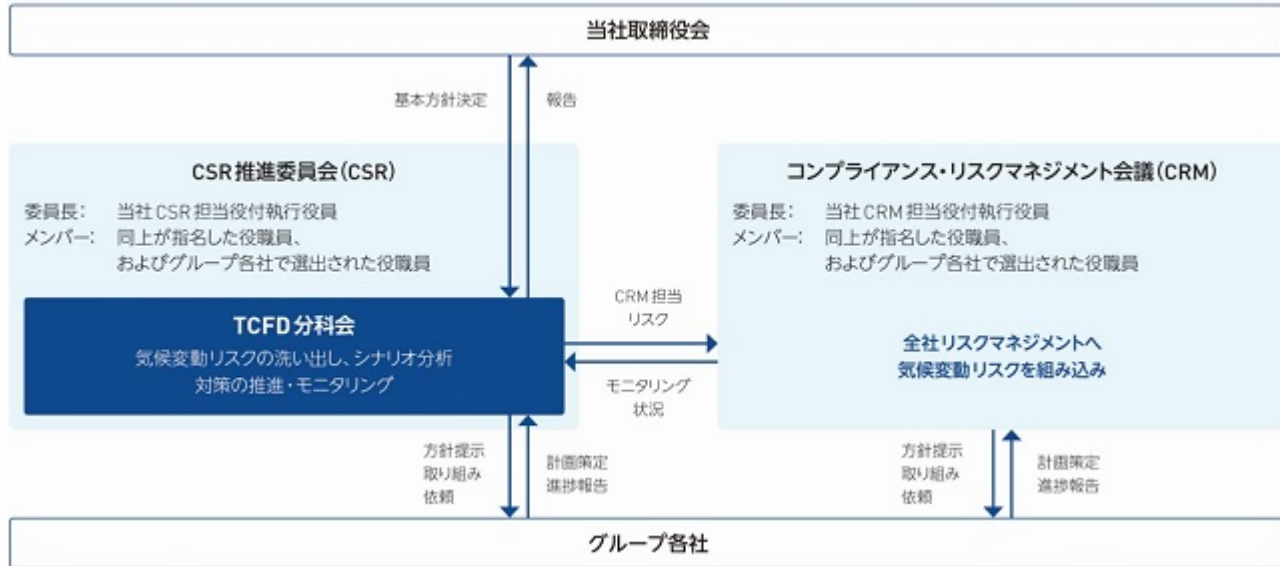 当社取締役会
基本方針決定
報告
CSR推進委員会(CSR)
委員長： 当社CSR担当役付執行役員
メンバー： 同上が指名した役職員、
およびグループ各社で選出された役職員
TCFD分科会
気候変動リスクの洗い出し、シナリオ分析
対策の推進・モニタリング
CRM担当
リスク
モニタリング
状況
コンプライアンス・リスクマネジメント会議(CRM)
委員長： 当社CRM担当役付執行役員
メンバー： 同上が指名した役職員、
およびグループ各社で選出された役職員
全社リスクマネジメントへ
気候変動リスクを組み込み
方針提示
取り組み
依頼
計画策定
進捗報告
方針提示
取り組み
依頼
計画策定
進捗報告
グループ各社